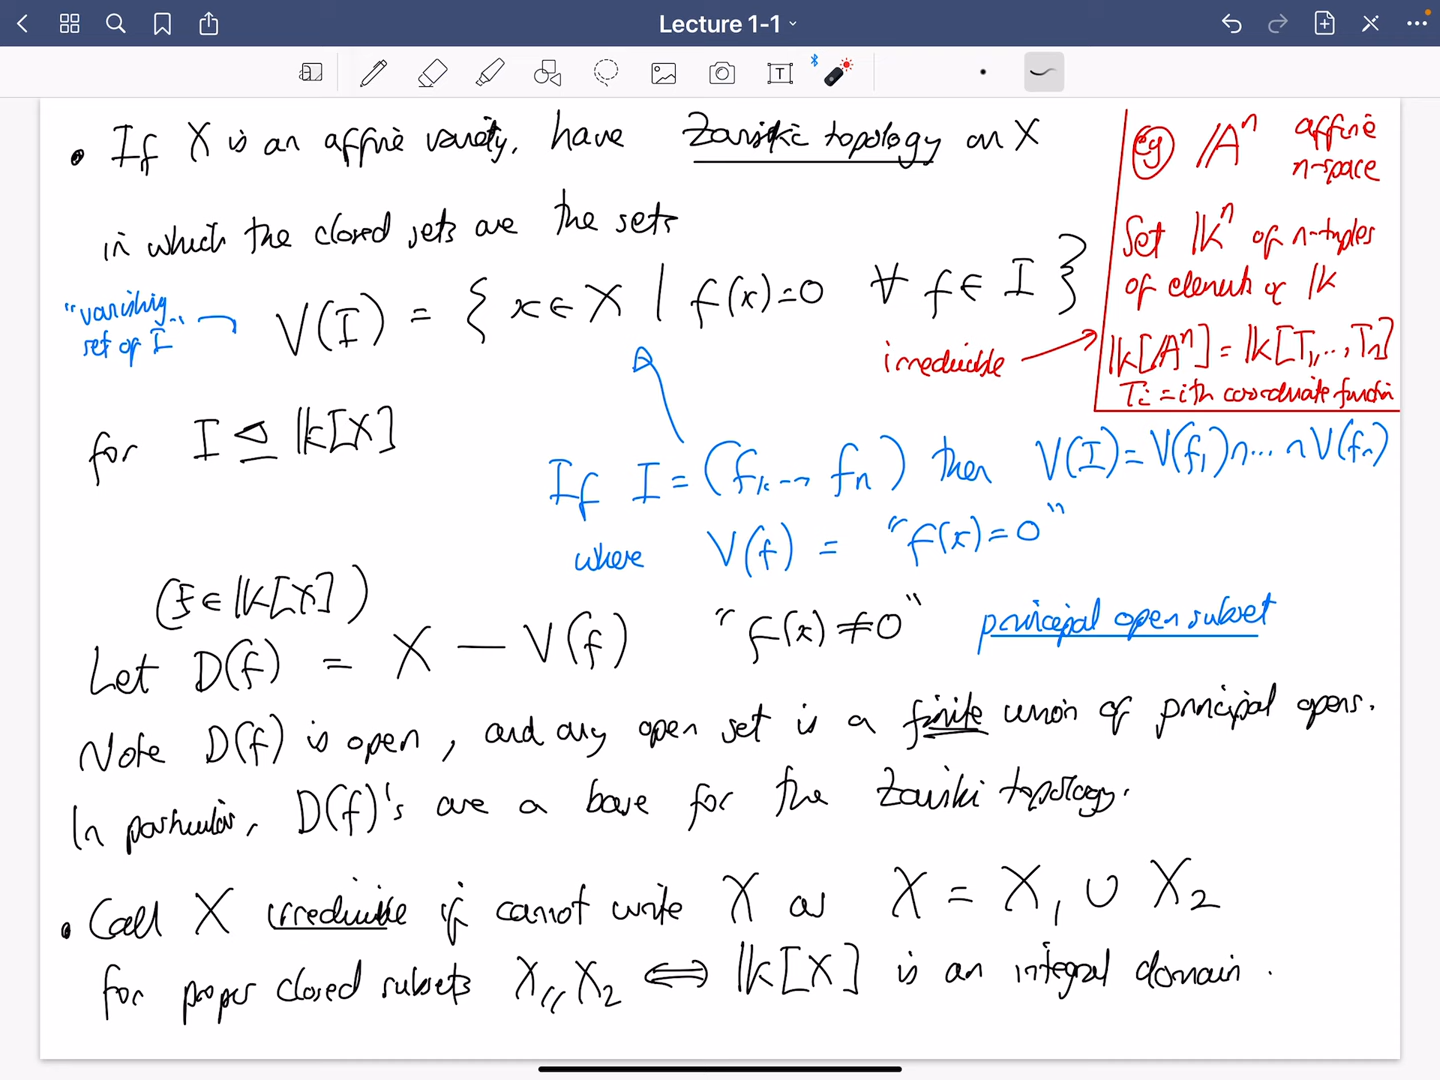 Lecture 1-1
• If X is an affine variety, have Zariski topology on X
in which the closed sets are the sets
"vanishing set of I"
V(I) = { x ∈ X | f(x)=0 ∀ f ∈ I }
for I ⊴ 𝕜[X]
eg 𝔸ⁿ affine n-space
Set 𝕜ⁿ of n-tuples
of elements of 𝕜
irreducible
𝕜[𝔸ⁿ] = 𝕜[T₁,..,Tₙ]
Tᵢ = ith coordinate function
If I = (f₁, --, fₙ) then V(I) = V(f₁)∩...∩V(fₙ)
where V(f) = "f(x)=0"
(f ∈ 𝕜[X])
Let D(f) = X − V(f) "f(x)≠0" principal open subset
Note D(f) is open, and any open set is a finite union of principal opens.
In particular, D(f)'s are a base for the Zariski topology.
• Call X irreducible if cannot write X as X = X₁ ∪ X₂
for proper closed subsets X₁, X₂ ⟺ 𝕜[X] is an integral domain.